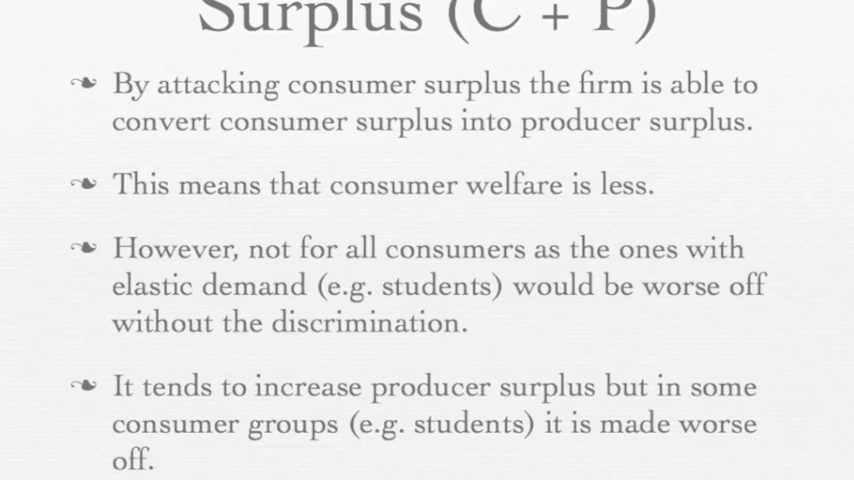 Surplus (C + P)
By attacking consumer surplus the firm is able to
convert consumer surplus into producer surplus.
This means that consumer welfare is less.
However, not for all consumers as the ones with
elastic demand (e.g. students) would be worse off
without the discrimination.
It tends to increase producer surplus but in some
consumer groups (e.g. students) it is made worse
off.